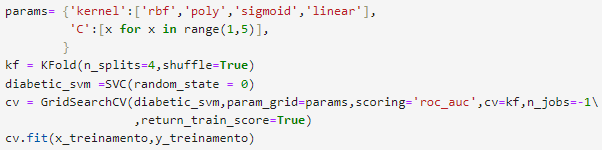 params= {'kernel':['rbf','poly','sigmoid','linear'],
'C':[x for x in range(1,5)],
}
kf = KFold(n_splits=4,shuffle=True)
diabetic_svm =SVC(random_state = 0)
cv = GridSearchCV(diabetic_svm,param_grid=params,scoring='roc_auc',cv=kf,n_jobs=-1\
,return_train_score=True)
cv.fit(x_treinamento,y_treinamento)